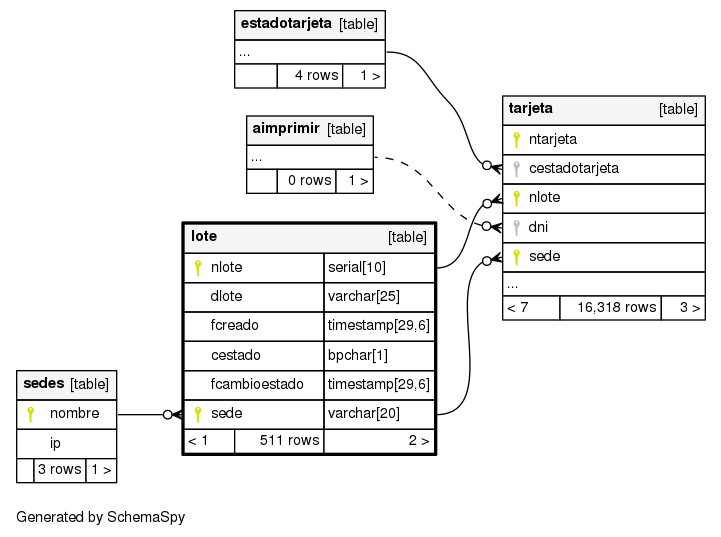 estadotarjeta [table]
...
4 rows 1 >
aimprimir [table]
...
0 rows 1 >
tarjeta [table]
ntarjeta
cestadotarjeta
nlote
dni
sede
...
< 7 16,318 rows 3 >
lote [table]
nlote serial[10]
dlote varchar[25]
fcreado timestamp[29,6]
cestado bpchar[1]
fcambioestado timestamp[29,6]
sede varchar[20]
< 1 511 rows 2 >
sedes [table]
nombre
ip
3 rows 1 >
Generated by SchemaSpy